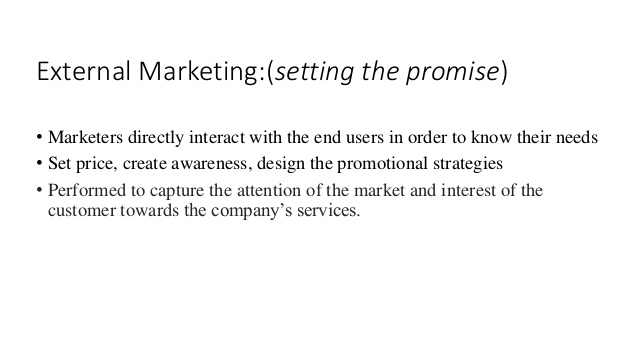 External Marketing:(setting the promise)
• Marketers directly interact with the end users in order to know their needs
• Set price, create awareness, design the promotional strategies
• Performed to capture the attention of the market and interest of the
customer towards the company’s services.